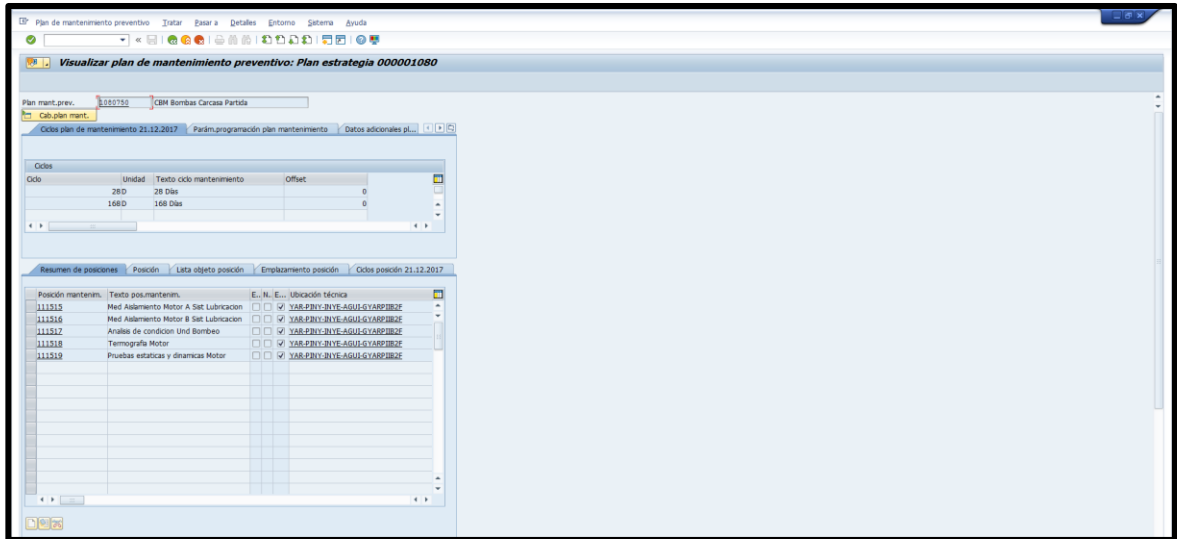 Plan de mantenimiento preventivo Tratar Pasar a Detalles Entorno Sistema Ayuda
Visualizar plan de mantenimiento preventivo: Plan estrategia 000001080
Plan mant.prev. 1080750 CBM Bombas Carcasa Partida
Cab.plan mant.
Ciclos plan de mantenimiento 21.12.2017 Parám.programación plan mantenimiento Datos adicionales pl...
Ciclos
Ciclo Unidad Texto ciclo mantenimiento Offset
28 D 28 Días 0
168 D 168 Días 0
Resumen de posiciones Posición Lista objeto posición Emplazamiento posición Ciclos posición 21.12.2017
Posición mantenim. Texto pos.mantenim. E.. N.. E... Ubicación técnica
111515 Med Aislamiento Motor A Sist Lubricacion YAR-PINY-INYE-AGUI-GYARPIIB2F
111516 Med Aislamiento Motor B Sist Lubricacion YAR-PINY-INYE-AGUI-GYARPIIB2F
111517 Analisis de condicion Und Bombeo YAR-PINY-INYE-AGUI-GYARPIIB2F
111518 Termografia Motor YAR-PINY-INYE-AGUI-GYARPIIB2F
111519 Pruebas estaticas y dinamicas Motor YAR-PINY-INYE-AGUI-GYARPIIB2F